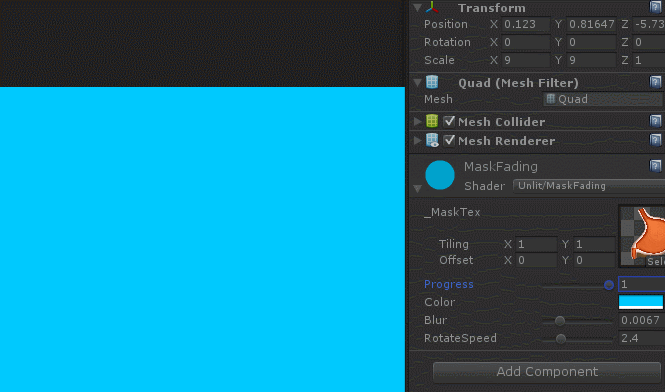 Transform
Position X 0.123 Y 0.81647 Z -5.73
Rotation X 0 Y 0 Z 0
Scale X 9 Y 9 Z 1
Quad (Mesh Filter)
Mesh Quad
Mesh Collider
Mesh Renderer
MaskFading
Shader Unlit/MaskFading
_MaskTex
Tiling X 1 Y 1
Offset X 0 Y 0
Sele
Progress 1
Color
Blur 0.0067
RotateSpeed 2.4
Add Component